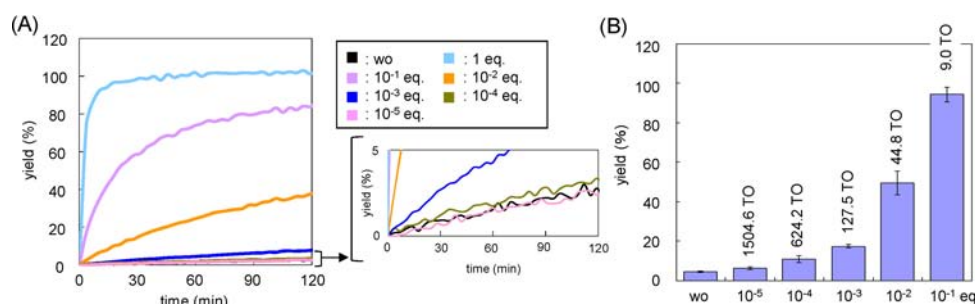 (A)
120
100
80
60
40
20
0
yield (%)
0 30 60 90 120
time (min)
: wo : 1 eq.
: 10⁻¹ eq. : 10⁻² eq.
: 10⁻³ eq. : 10⁻⁴ eq.
: 10⁻⁵ eq.
5
0
yield (%)
0 30 60 90 120
time (min)
(B)
120
100
80
60
40
20
0
yield (%)
1504.6 TO
624.2 TO
127.5 TO
44.8 TO
9.0 TO
wo 10⁻⁵ 10⁻⁴ 10⁻³ 10⁻² 10⁻¹ eq